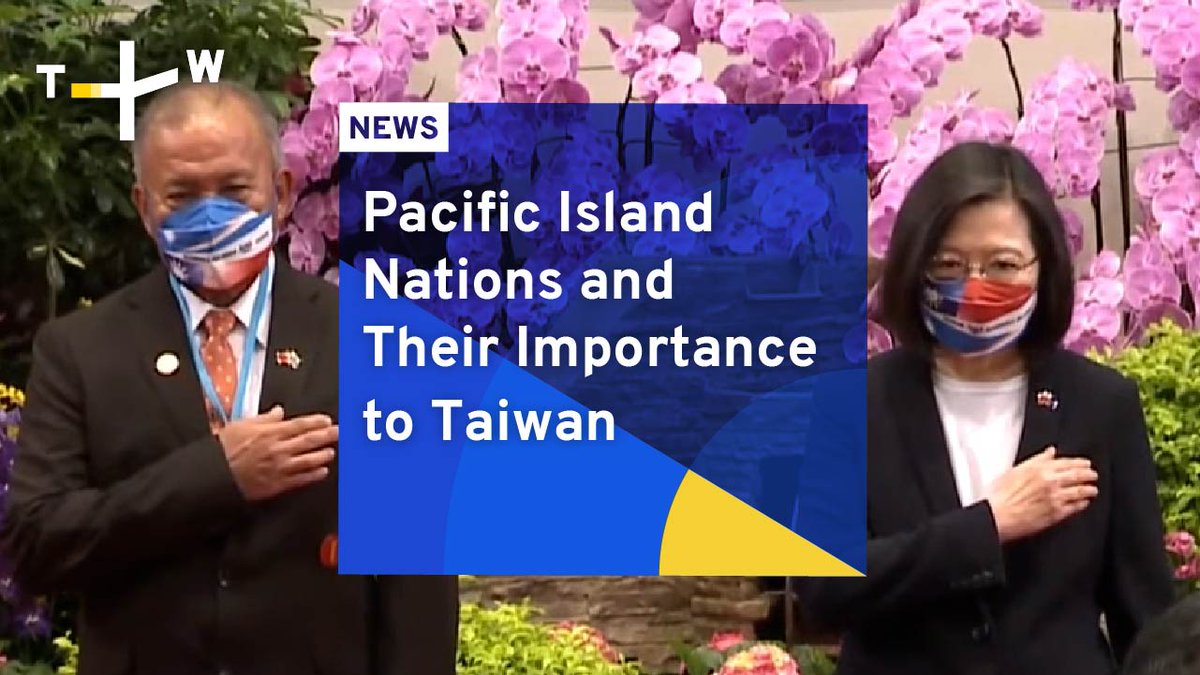 T W
NEWS
Pacific Island
Nations and
Their Importance
to Taiwan